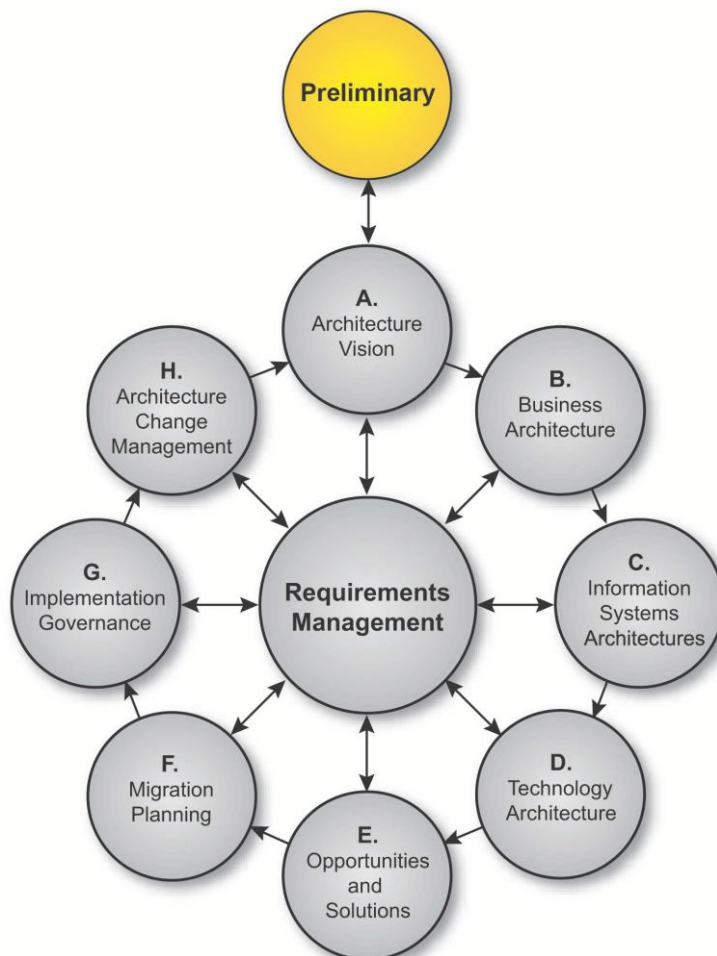 Preliminary
A.
Architecture
Vision
B.
Business
Architecture
C.
Information
Systems
Architectures
D.
Technology
Architecture
E.
Opportunities
and
Solutions
F.
Migration
Planning
G.
Implementation
Governance
H.
Architecture
Change
Management
Requirements
Management